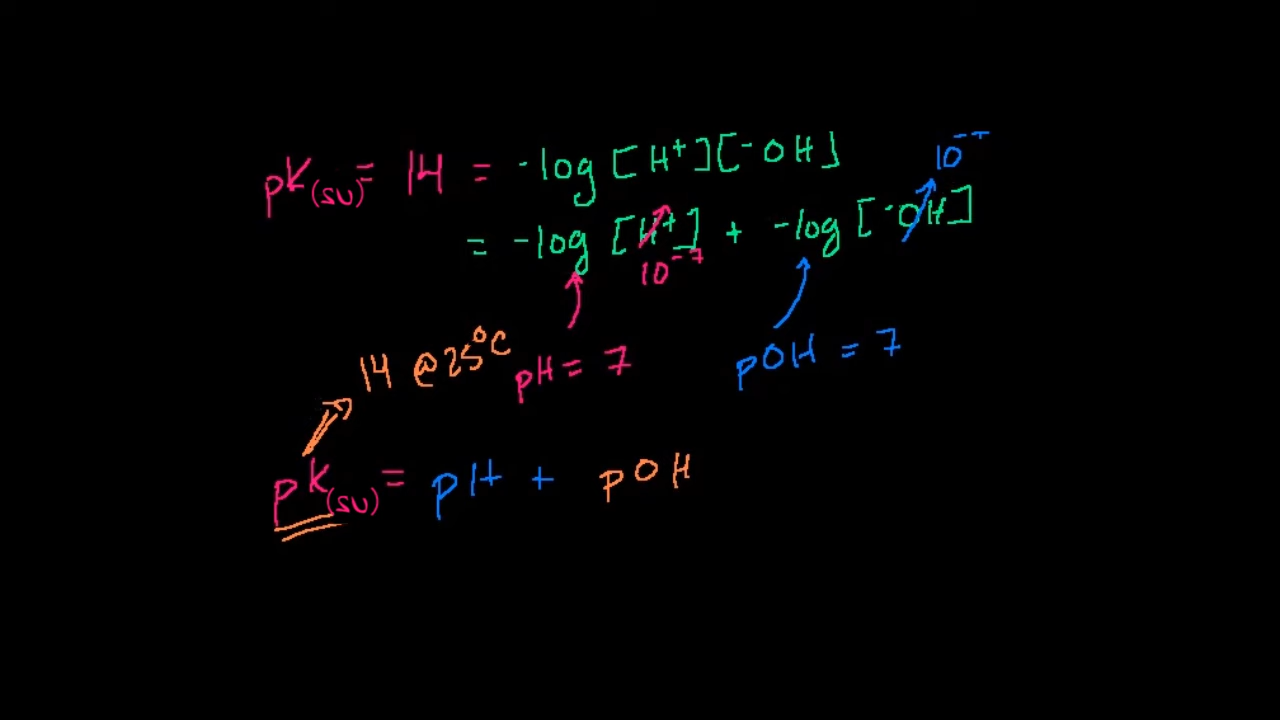 pK(SU) = 14 = -log [H+][-OH]
10-7
= -log [H+] + -log [-OH]
10-7
14 @ 25°C
pH = 7
pOH = 7
pK(SU) = pH + pOH